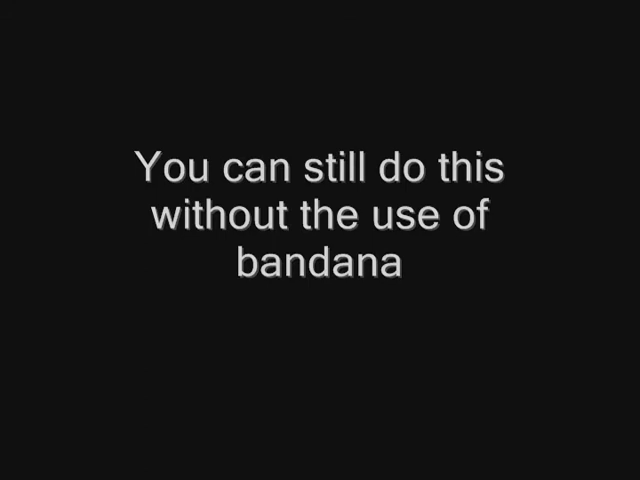 You can still do this
without the use of
bandana